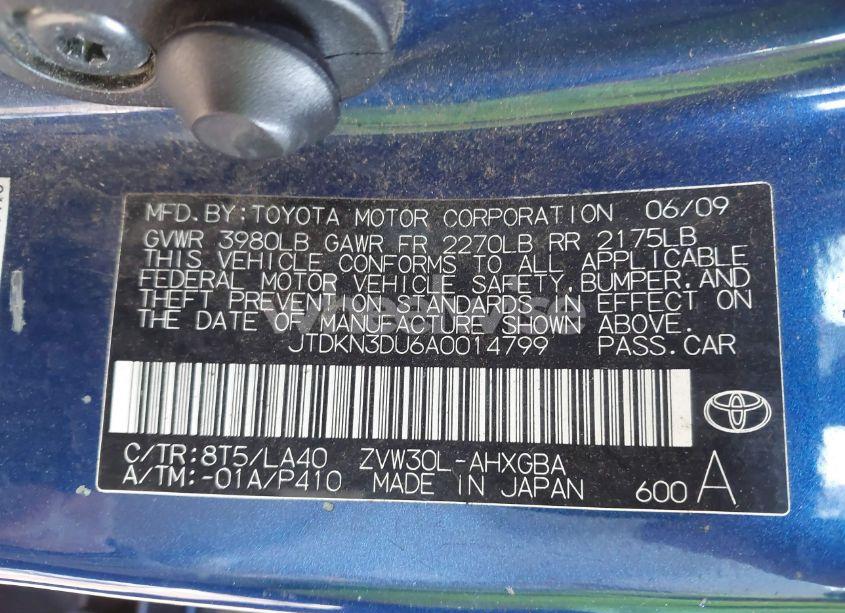 MFD. BY: TOYOTA MOTOR CORPORATION 06/09
GVWR 3980LB GAWR FR 2270LB RR 2175LB
THIS VEHICLE CONFORMS TO ALL APPLICABLE
FEDERAL MOTOR VEHICLE SAFETY, BUMPER, AND
THEFT PREVENTION STANDARDS IN EFFECT ON
THE DATE OF MANUFACTURE SHOWN ABOVE.
JTDKN3DU6A0014799 PASS. CAR
C/TR: 8T5/LA40 ZVW30L-AHXGBA
A/TM: -01A/P410 MADE IN JAPAN 600 A